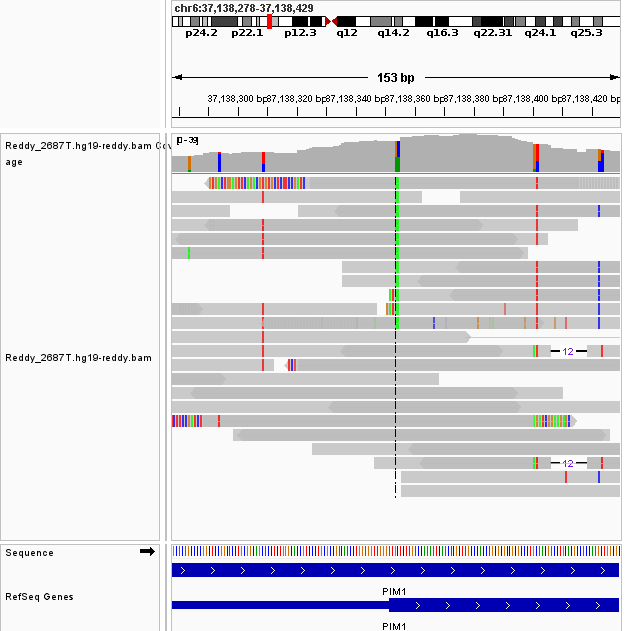 chr6:37,138,278-37,138,429
p24.2 p22.1 p12.3 q12 q14.2 q16.3 q22.31 q24.1 q25.3
153 bp
37,138,300 bp 37,138,320 bp 37,138,340 bp 37,138,360 bp 37,138,380 bp 37,138,400 bp 37,138,420 bp
Reddy_2687T.hg19-reddy.bam Cov
age
[0-39]
12
Reddy_2687T.hg19-reddy.bam
12
Sequence
PIM1
RefSeq Genes
PIM1